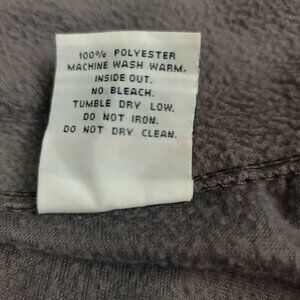 100% POLYESTER
MACHINE WASH WARM,
INSIDE OUT.
NO BLEACH.
TUMBLE DRY LOW.
DO NOT IRON.
DO NOT DRY CLEAN.